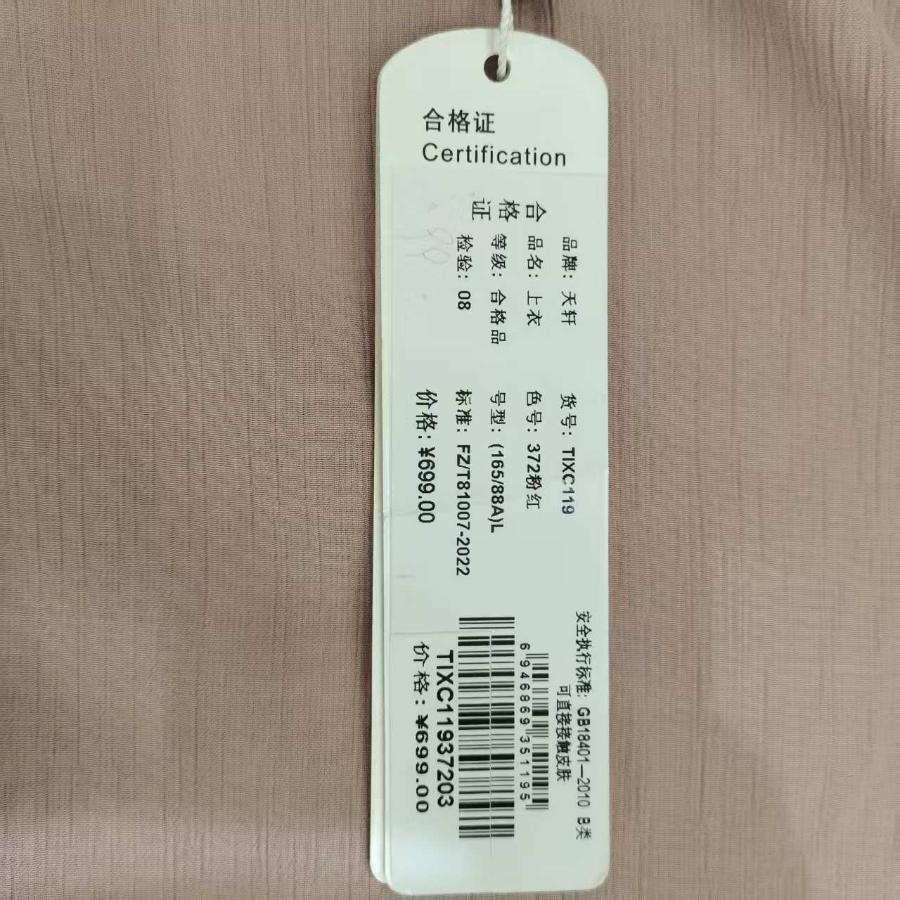 合格证
Certification
合格证
品牌：天轩
货号：TIXC119
品名：上衣
色号：372粉红
等级：合格品
号型：(165/88A)L
检验：08
标准：FZ/T81007-2022
价格：¥699.00
安全执行标准：GB18401—2010 B类
可直接接触皮肤
6 946869 351195
TIXC11937203
价格：¥699.00